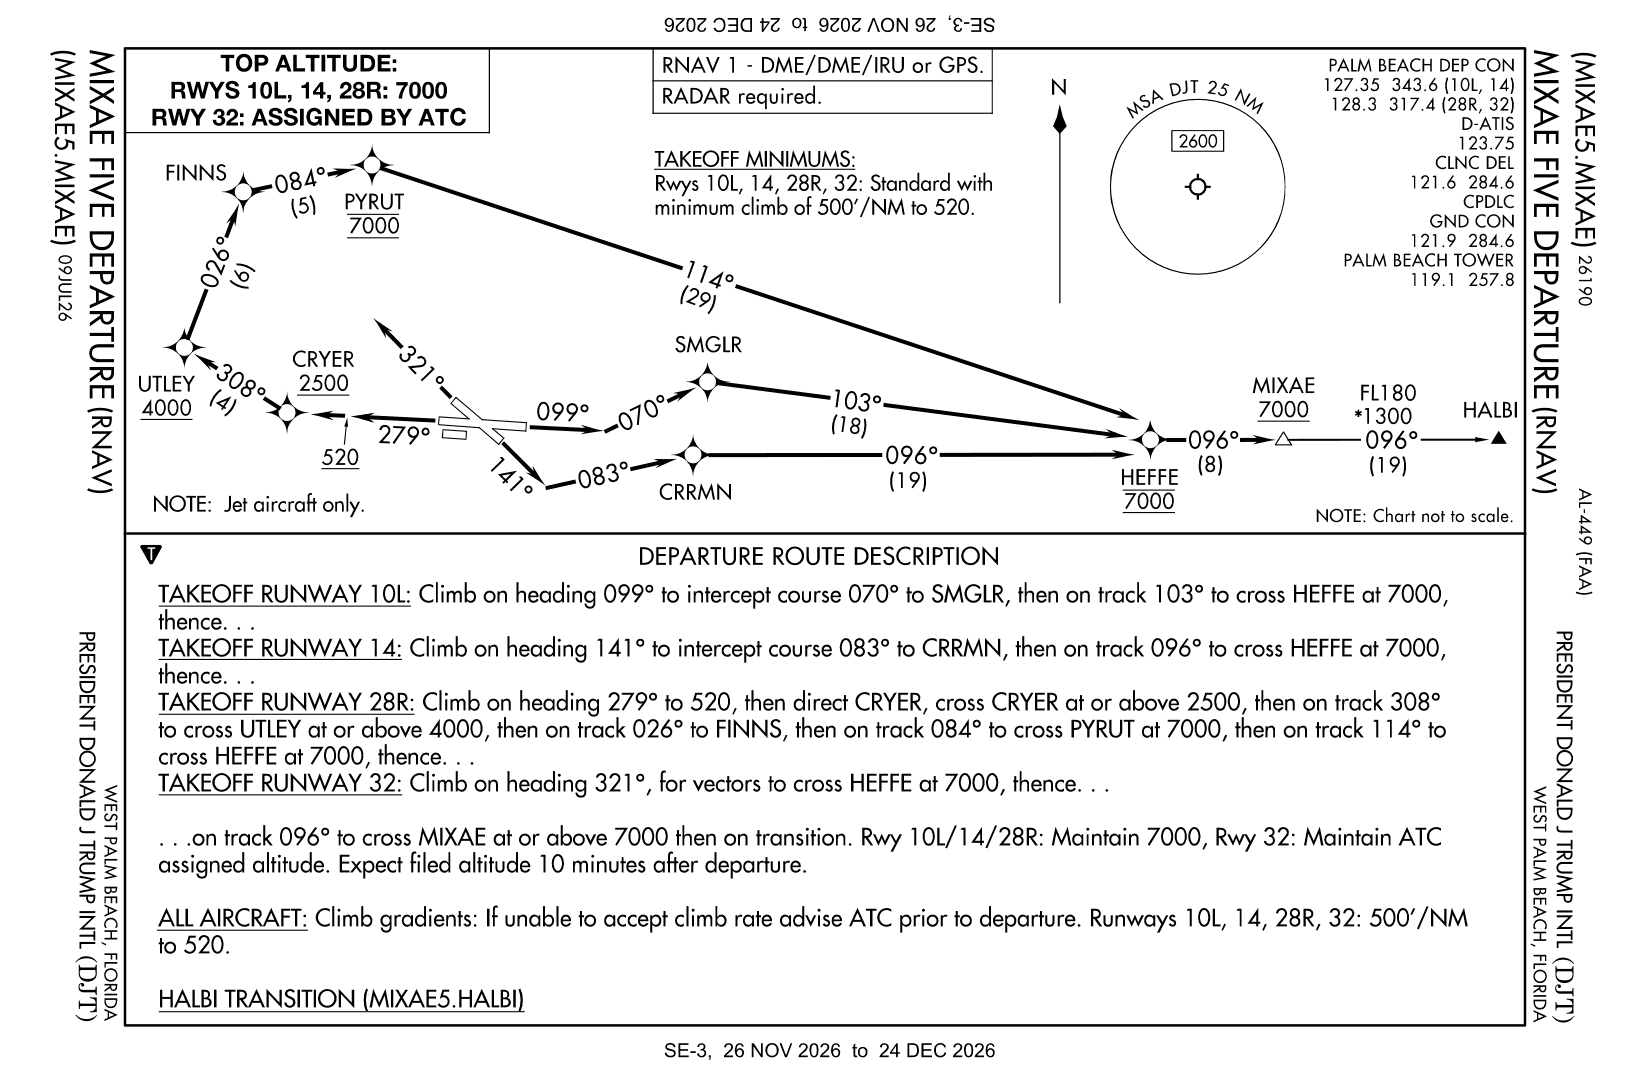 SE-3, 26 NOV 2026 to 24 DEC 2026
MIXAE FIVE DEPARTURE (RNAV)
(MIXAE5.MIXAE) 09JUL26
PRESIDENT DONALD J TRUMP INTL (DJT)
WEST PALM BEACH, FLORIDA
TOP ALTITUDE:
RWYS 10L, 14, 28R: 7000
RWY 32: ASSIGNED BY ATC
RNAV 1 - DME/DME/IRU or GPS.
RADAR required.
TAKEOFF MINIMUMS:
Rwys 10L, 14, 28R, 32: Standard with
minimum climb of 500'/NM to 520.
N
MSA DJT 25 NM
2600
PALM BEACH DEP CON
127.35 343.6 (10L, 14)
128.3 317.4 (28R, 32)
D-ATIS
123.75
CLNC DEL
121.6 284.6
CPDLC
GND CON
121.9 284.6
PALM BEACH TOWER
119.1 257.8
FINNS
084°
(5)
PYRUT
7000
026°
(6)
114°
(29)
UTLEY
4000
308°
(4)
CRYER
2500
321°
279°
520
099°
070°
SMGLR
103°
(18)
141°
083°
CRRMN
096°
(19)
HEFFE
7000
096°
(8)
MIXAE
7000
FL180
*1300
096°
(19)
HALBI
NOTE: Jet aircraft only.
NOTE: Chart not to scale.
T
DEPARTURE ROUTE DESCRIPTION
TAKEOFF RUNWAY 10L: Climb on heading 099° to intercept course 070° to SMGLR, then on track 103° to cross HEFFE at 7000,
thence. . .
TAKEOFF RUNWAY 14: Climb on heading 141° to intercept course 083° to CRRMN, then on track 096° to cross HEFFE at 7000,
thence. . .
TAKEOFF RUNWAY 28R: Climb on heading 279° to 520, then direct CRYER, cross CRYER at or above 2500, then on track 308°
to cross UTLEY at or above 4000, then on track 026° to FINNS, then on track 084° to cross PYRUT at 7000, then on track 114° to
cross HEFFE at 7000, thence. . .
TAKEOFF RUNWAY 32: Climb on heading 321°, for vectors to cross HEFFE at 7000, thence. . .
. . .on track 096° to cross MIXAE at or above 7000 then on transition. Rwy 10L/14/28R: Maintain 7000, Rwy 32: Maintain ATC
assigned altitude. Expect filed altitude 10 minutes after departure.
ALL AIRCRAFT: Climb gradients: If unable to accept climb rate advise ATC prior to departure. Runways 10L, 14, 28R, 32: 500'/NM
to 520.
HALBI TRANSITION (MIXAE5.HALBI)
MIXAE FIVE DEPARTURE (RNAV)
(MIXAE5.MIXAE) 26190
AL-449 (FAA)
PRESIDENT DONALD J TRUMP INTL (DJT)
WEST PALM BEACH, FLORIDA
SE-3, 26 NOV 2026 to 24 DEC 2026